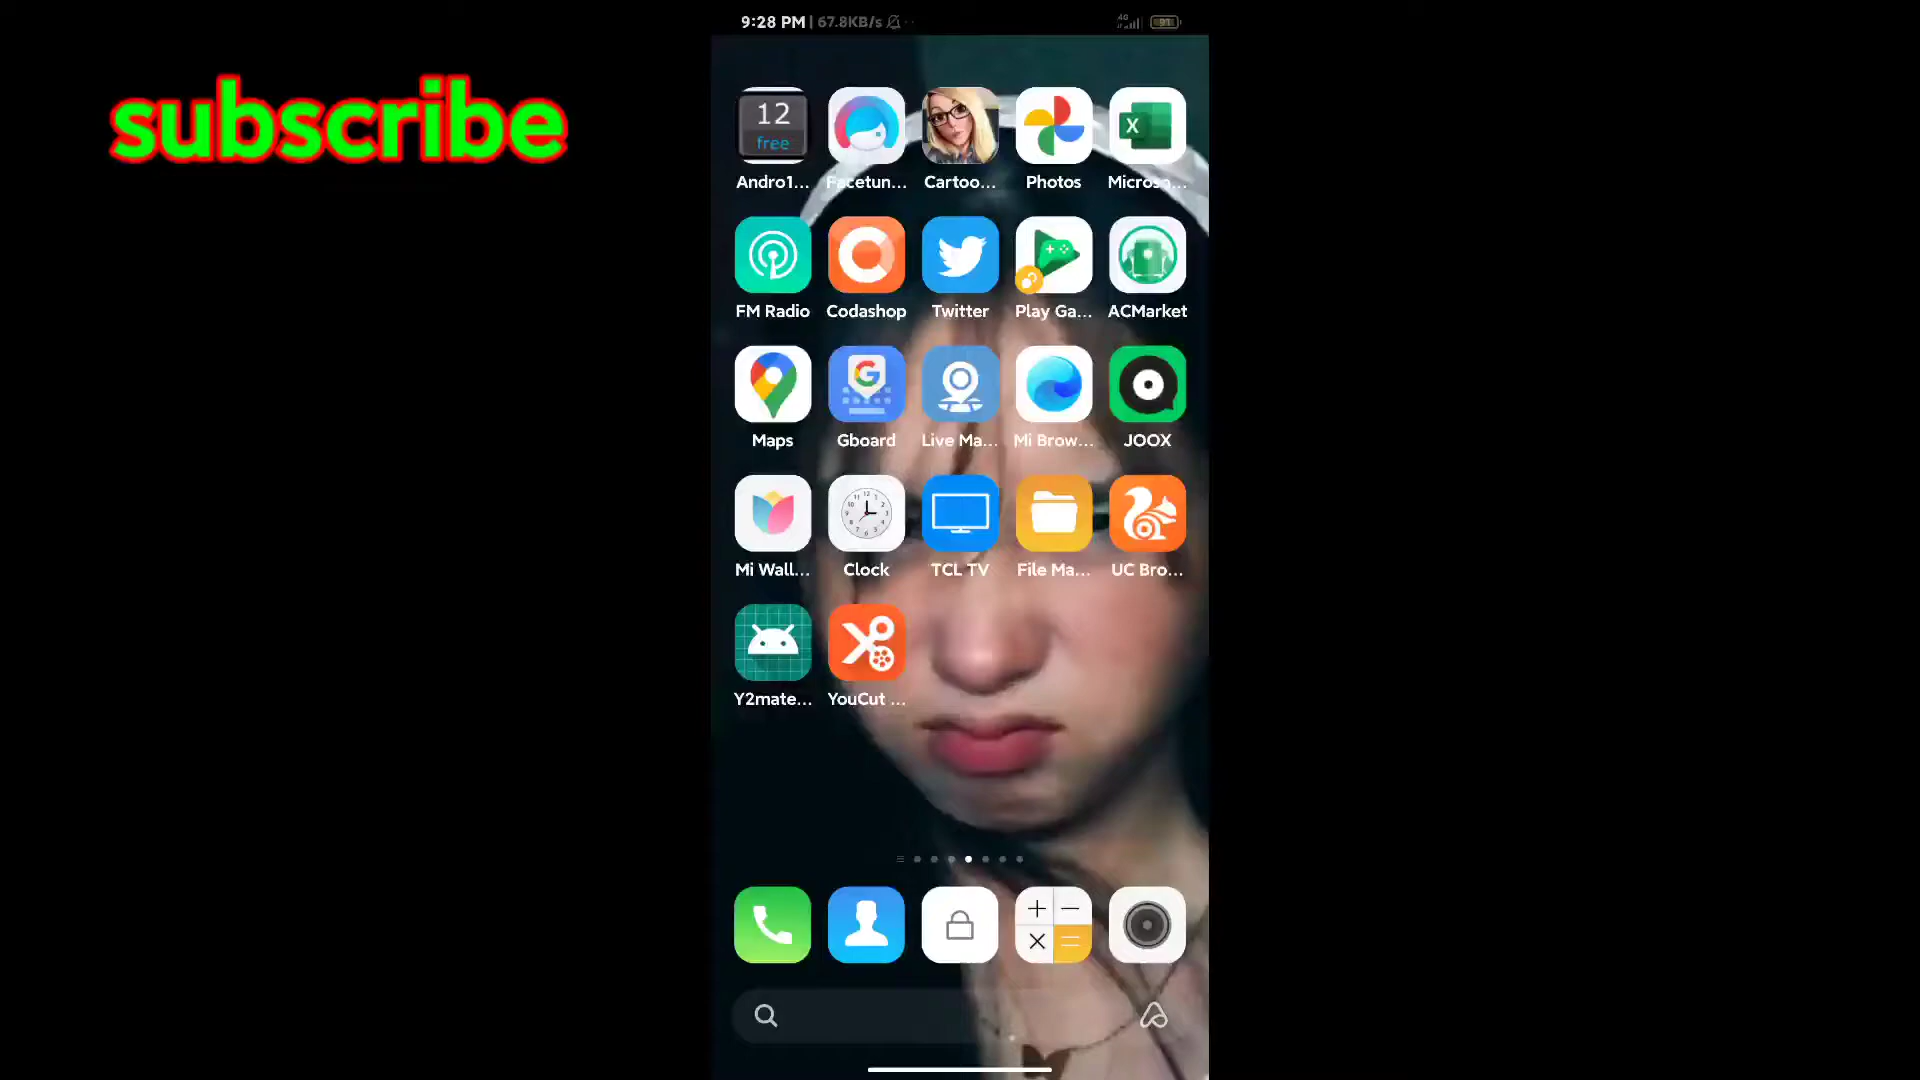 9:28 PM | 67.8KB/s
4G
91
subscribe
12
free
X
Andro1... Facetun... Cartoo... Photos Micros​o...
FM Radio Codashop Twitter Play Ga... ACMarket
G
Maps Gboard Live Ma... Mi Brow... JOOX
Mi Wall... Clock TCL TV File Ma... UC Bro...
Y2mate... YouCut ...